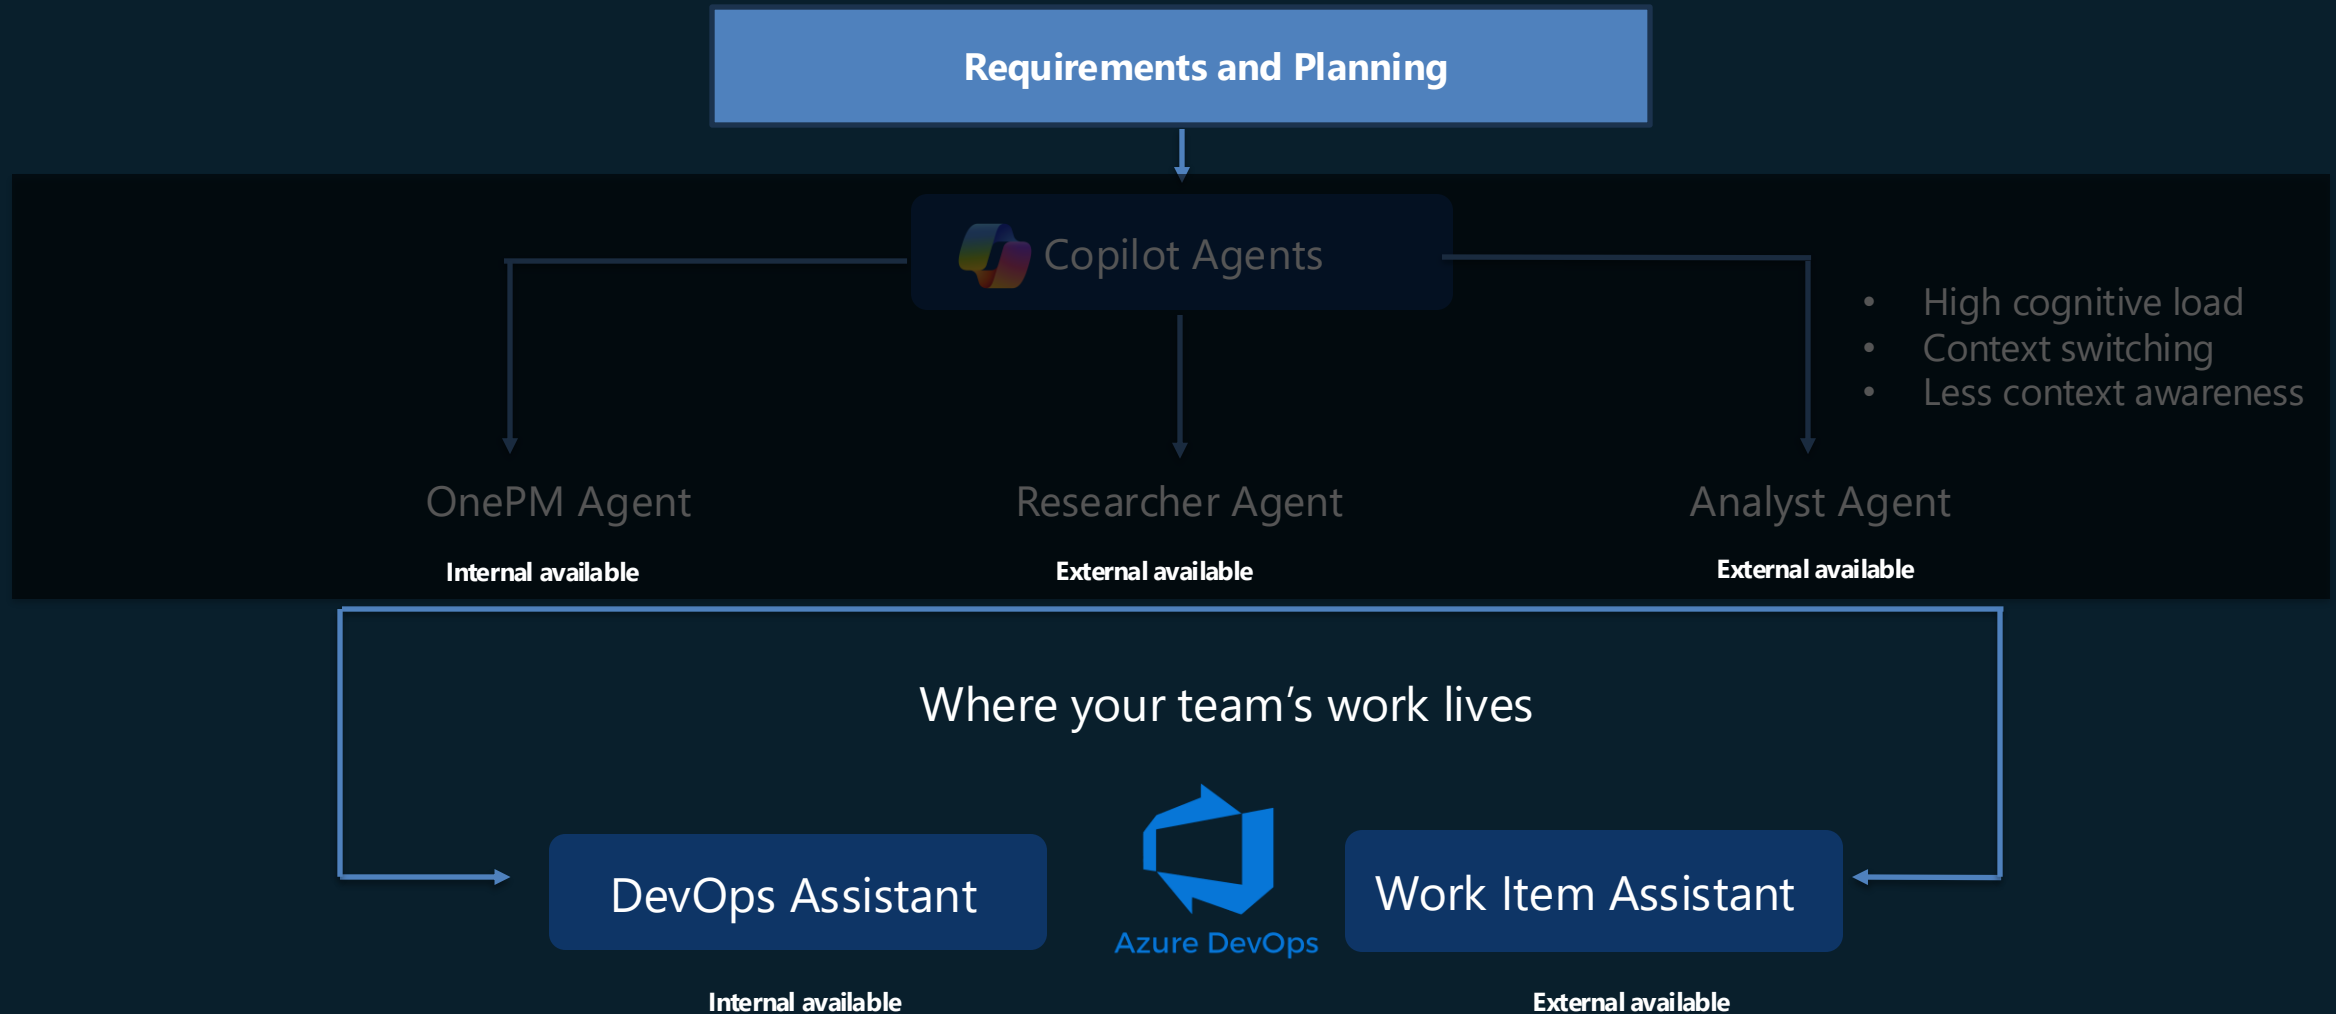 Requirements and Planning
Copilot Agents
• High cognitive load
• Context switching
• Less context awareness
OnePM Agent
Researcher Agent
Analyst Agent
Internal available
External available
External available
Where your team’s work lives
DevOps Assistant
Azure DevOps
Work Item Assistant
Internal available
External available